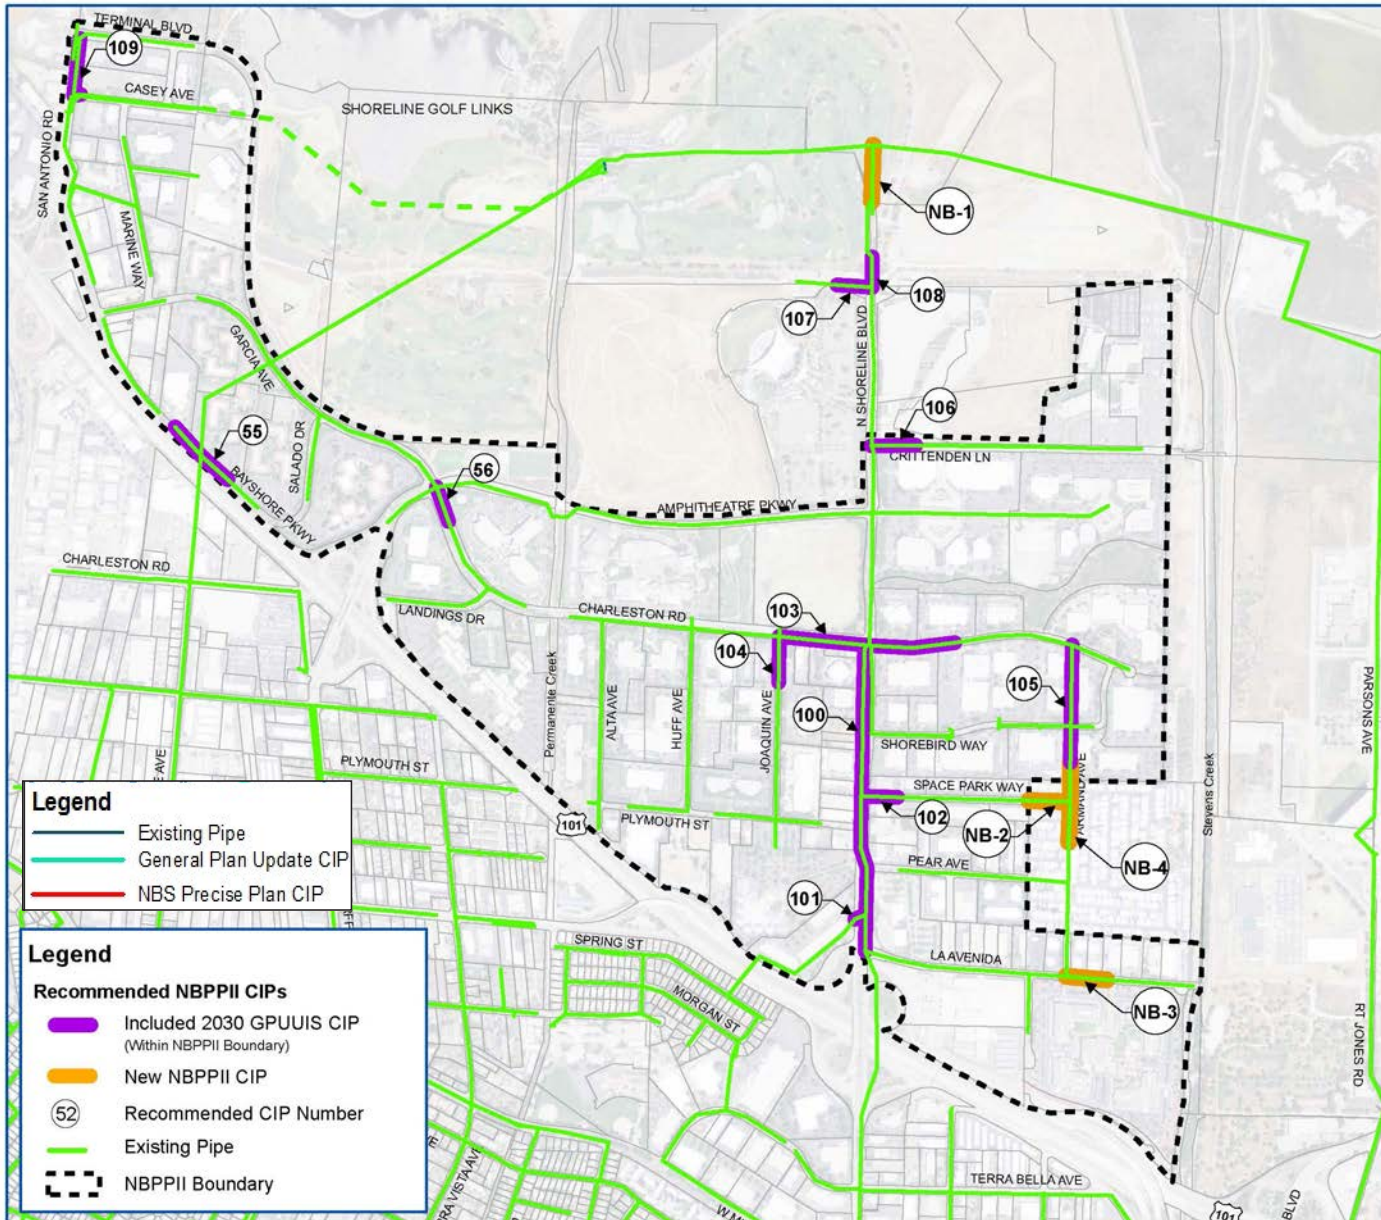 TERMINAL BLVD
109
CASEY AVE
SHORELINE GOLF LINKS
SAN ANTONIO RD
MARINE WAY
NB-1
108
107
N SHORELINE BLVD
GARCIA AVE
106
CRITTENDEN LN
55
SALADO DR
BAYSHORE PKWY
56
AMPHITHEATRE PKWY
CHARLESTON RD
LANDINGS DR
CHARLESTON RD
103
104
105
Permanente Creek
ALTA AVE
HUFF AVE
JOAQUIN AVE
100
SHOREBIRD WAY
PARSONS AVE
PLYMOUTH ST
SPACE PARK WAY
ARMAND AVE
Stevens Creek
102
PLYMOUTH ST
101
NB-2
PEAR AVE
NB-4
101
SPRING ST
LA AVENIDA
MORGAN ST
NB-3
RT JONES RD
TERRA BELLA AVE
101
BLVD
E AVE
VISTA AVE
Legend
Existing Pipe
General Plan Update CIP
NBS Precise Plan CIP
Legend
Recommended NBPPII CIPs
Included 2030 GPUUIS CIP
(Within NBPPII Boundary)
New NBPPII CIP
52 Recommended CIP Number
Existing Pipe
NBPPII Boundary